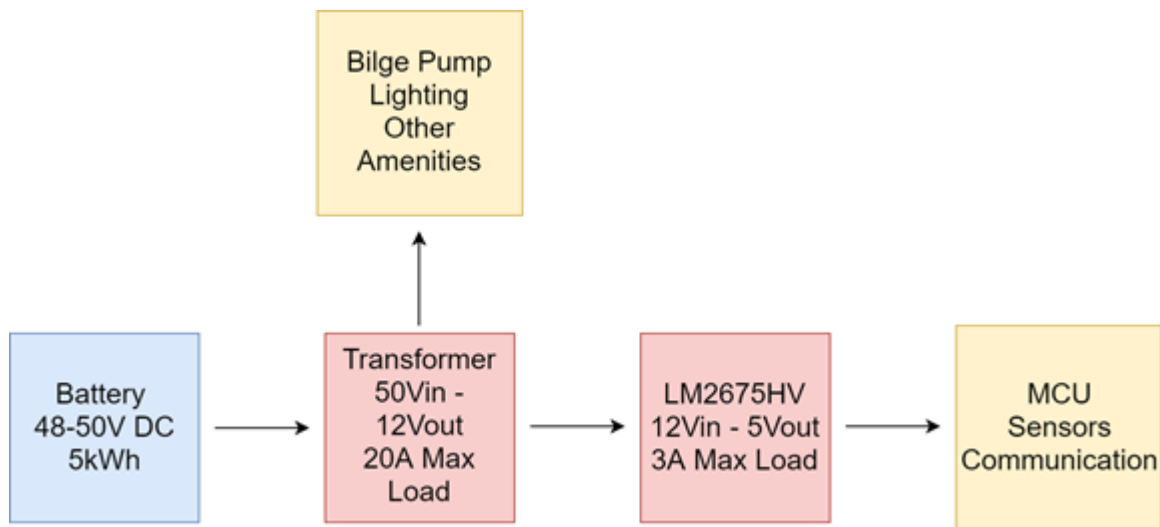 Bilge Pump
Lighting
Other
Amenities
Battery
48-50V DC
5kWh
Transformer
50Vin -
12Vout
20A Max
Load
LM2675HV
12Vin - 5Vout
3A Max Load
MCU
Sensors
Communication